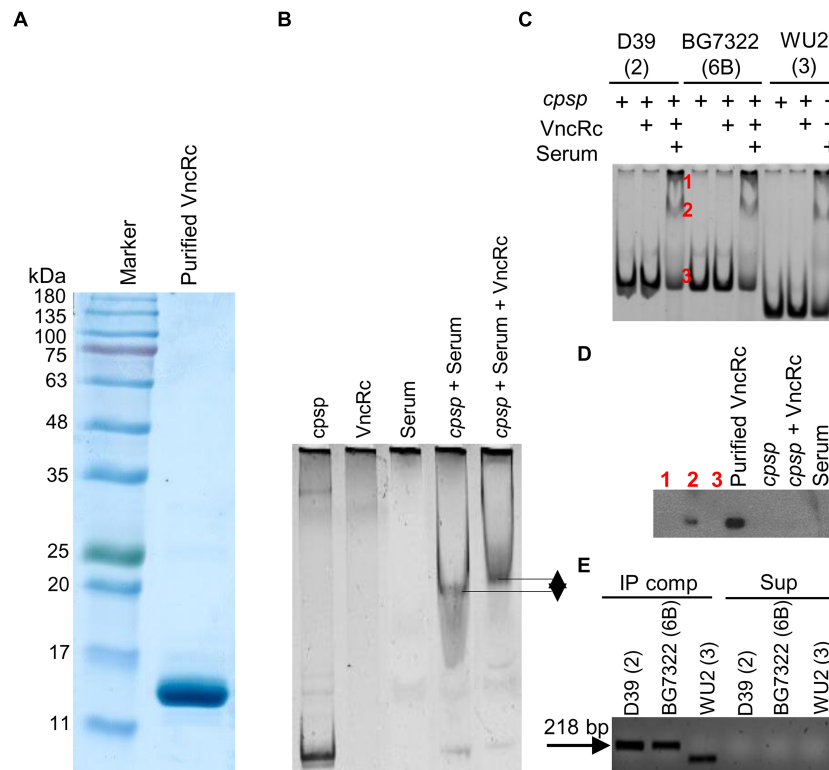 A
kDa
Marker
Purified VncRc
180
135
100
75
63
48
35
25
20
17
11
B
cpsp
VncRc
Serum
cpsp + Serum
cpsp + Serum + VncRc
C
D39 BG7322 WU2
(2) (6B) (3)
cpsp + + + + + + + + +
VncRc + + + + + +
Serum + + +
1
2
3
D
1 2 3
Purified VncRc
cpsp
cpsp + VncRc
Serum
E
IP comp Sup
D39 (2)
BG7322 (6B)
WU2 (3)
D39 (2)
BG7322 (6B)
WU2 (3)
218 bp